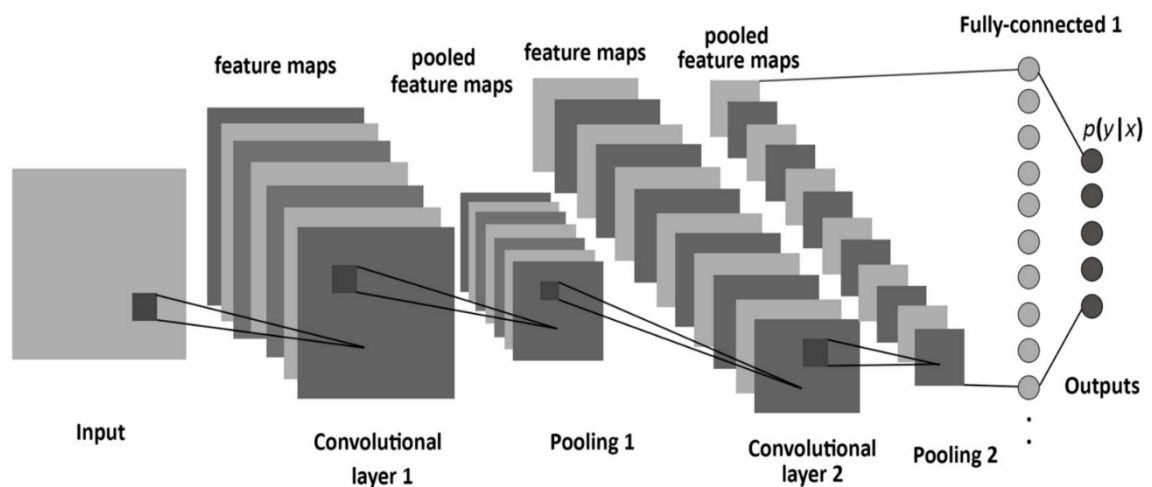 Fully-connected 1
feature maps
pooled
feature maps
feature maps
pooled
feature maps
p(y|x)
Input
Convolutional
layer 1
Pooling 1
Convolutional
layer 2
Pooling 2
Outputs